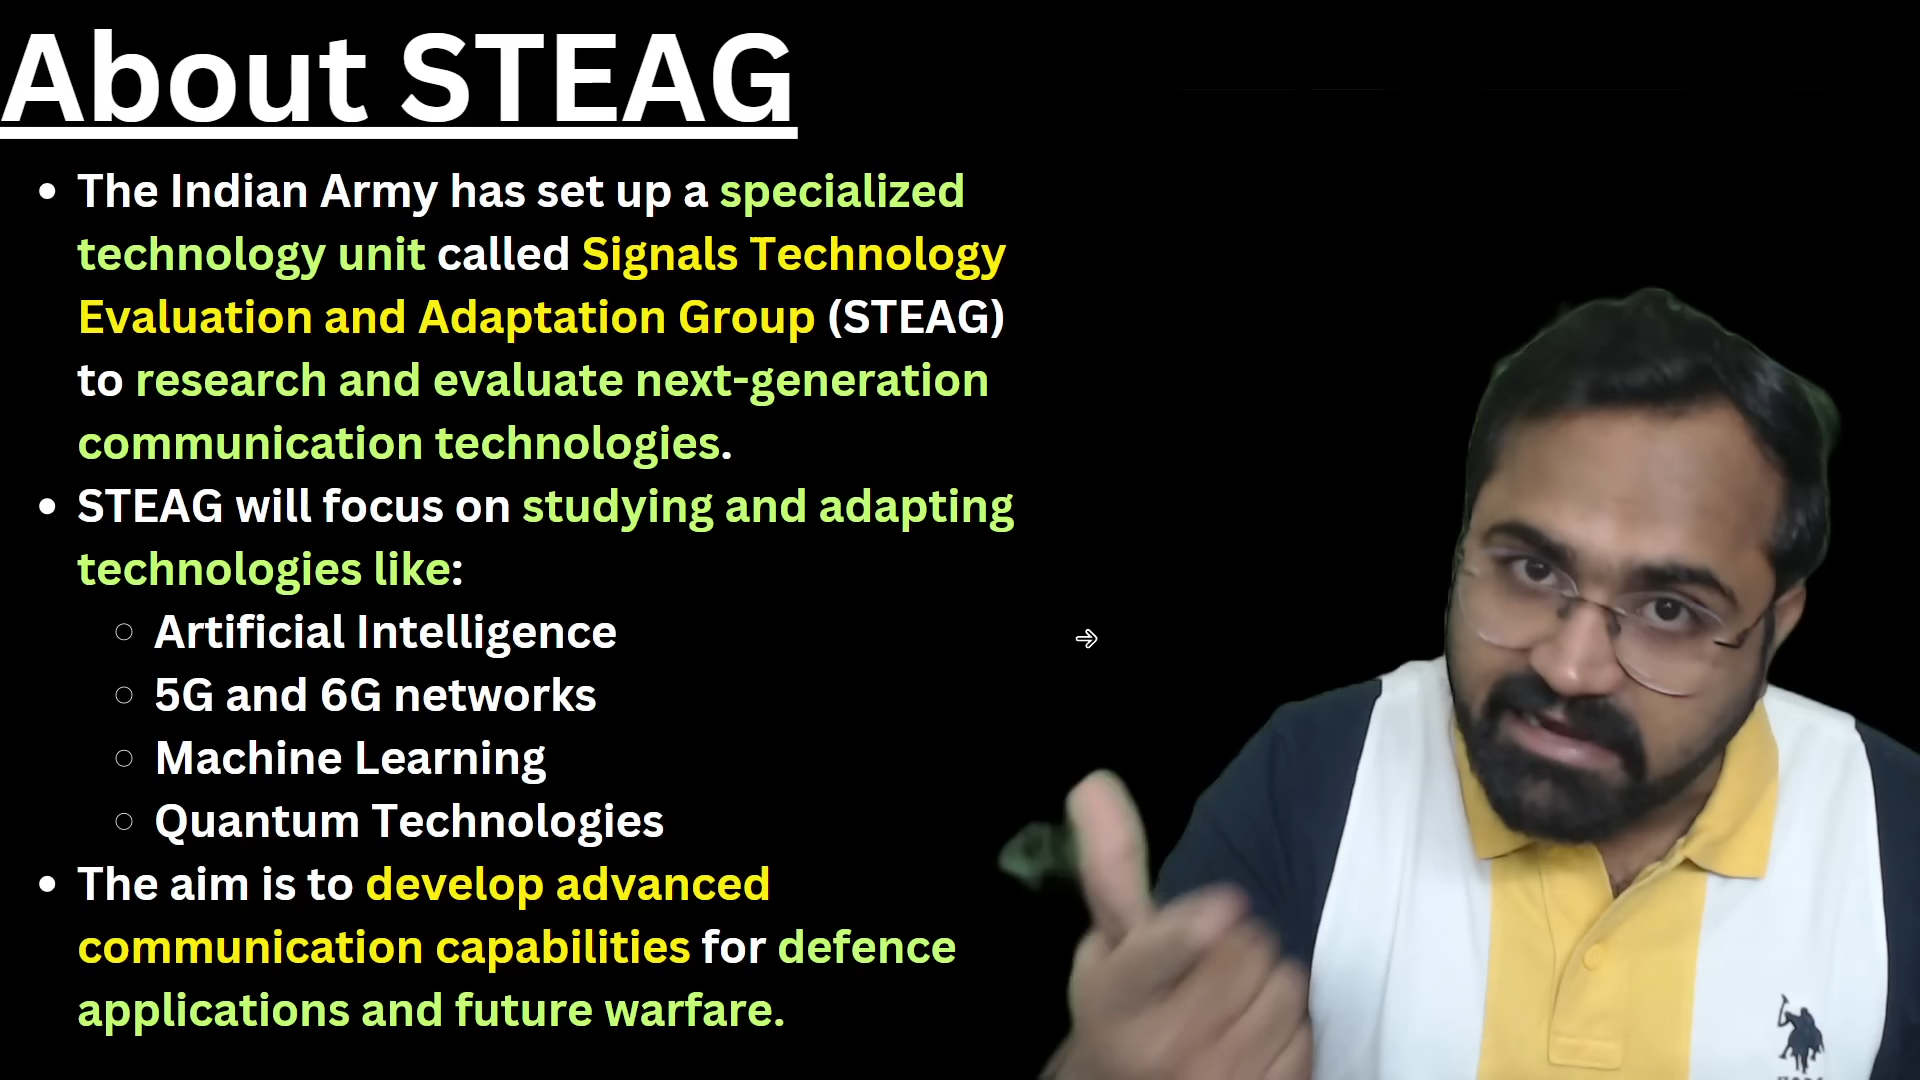 About STEAG
• The Indian Army has set up a specialized
technology unit called Signals Technology
Evaluation and Adaptation Group (STEAG)
to research and evaluate next-generation
communication technologies.
• STEAG will focus on studying and adapting
technologies like:
○ Artificial Intelligence
○ 5G and 6G networks
○ Machine Learning
○ Quantum Technologies
• The aim is to develop advanced
communication capabilities for defence
applications and future warfare.